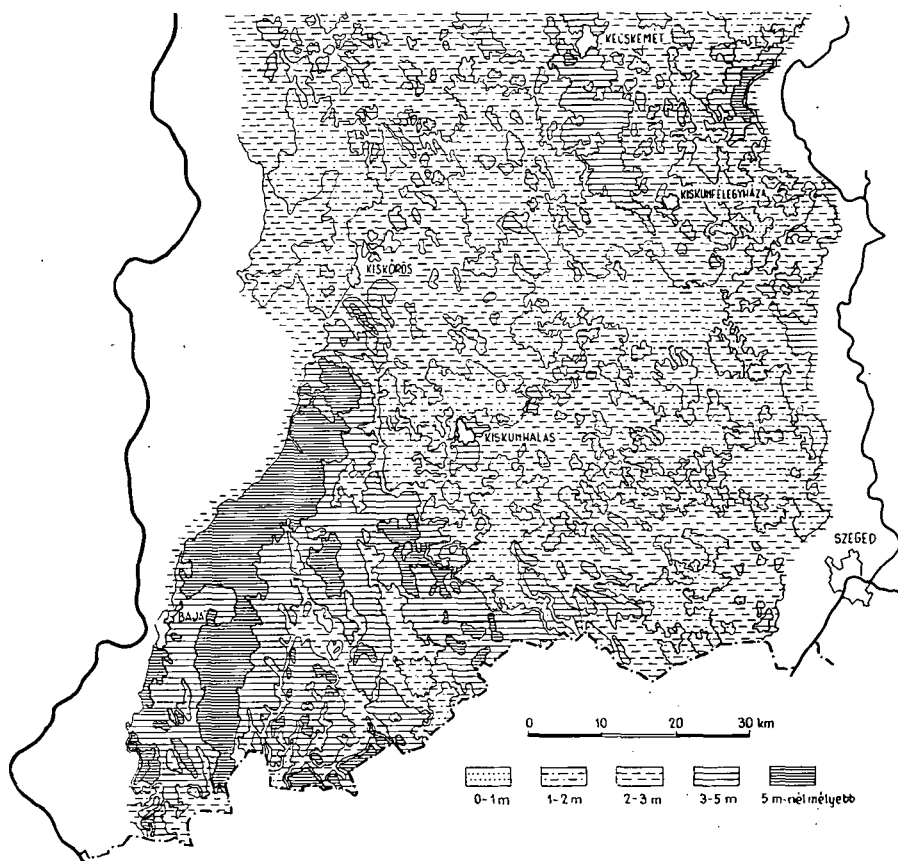 KECSKEMÉT
KISKUNFÉLEGYHÁZA
KISKŐRÖS
KISKUNHALAS
SZEGED
BAJA
0 10 20 30 km
0-1 m 1-2 m 2-3 m 3-5 m 5 m-nél mélyebb